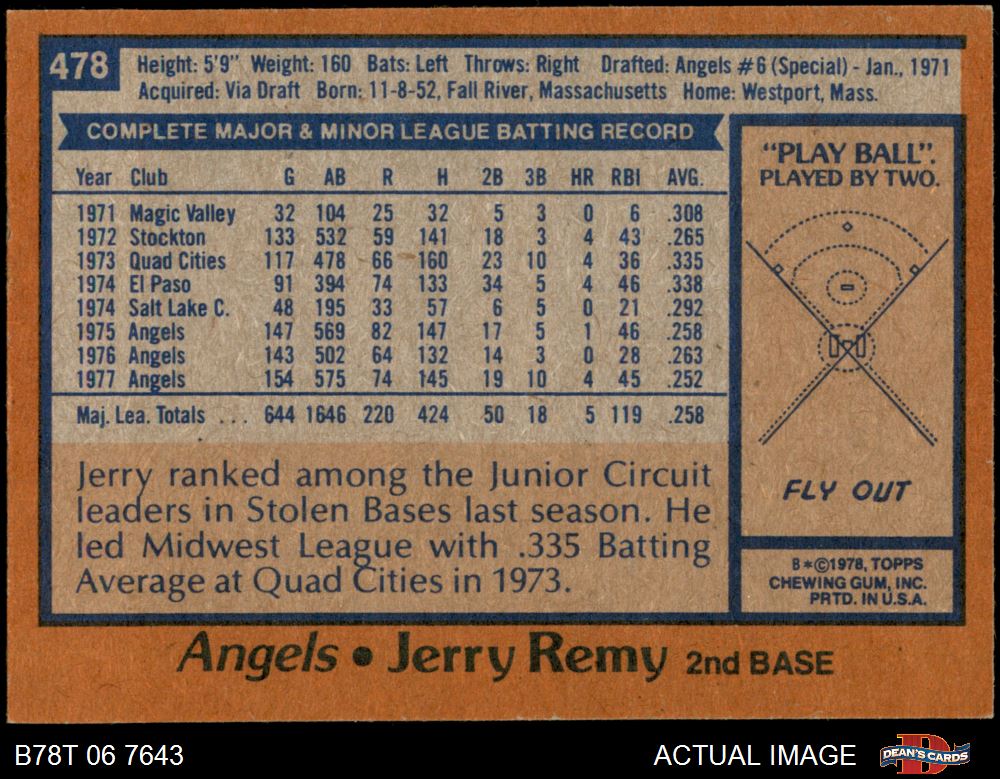 478
Height: 5'9" Weight: 160 Bats: Left Throws: Right Drafted: Angels #6 (Special) - Jan., 1971
Acquired: Via Draft Born: 11-8-52, Fall River, Massachusetts Home: Westport, Mass.
COMPLETE MAJOR & MINOR LEAGUE BATTING RECORD
Year Club G AB R H 2B 3B HR RBI AVG.
1971 Magic Valley 32 104 25 32 5 3 0 6 .308
1972 Stockton 133 532 59 141 18 3 4 43 .265
1973 Quad Cities 117 478 66 160 23 10 4 36 .335
1974 El Paso 91 394 74 133 34 5 4 46 .338
1974 Salt Lake C. 48 195 33 57 6 5 0 21 .292
1975 Angels 147 569 82 147 17 5 1 46 .258
1976 Angels 143 502 64 132 14 3 0 28 .263
1977 Angels 154 575 74 145 19 10 4 45 .252
Maj. Lea. Totals ... 644 1646 220 424 50 18 5 119 .258
Jerry ranked among the Junior Circuit
leaders in Stolen Bases last season. He
led Midwest League with .335 Batting
Average at Quad Cities in 1973.
"PLAY BALL".
PLAYED BY TWO.
FLY OUT
B*©1978, TOPPS
CHEWING GUM, INC.
PRTD. IN U.S.A.
Angels • Jerry Remy 2nd BASE
B78T 06 7643 ACTUAL IMAGE DEAN'S CARDS